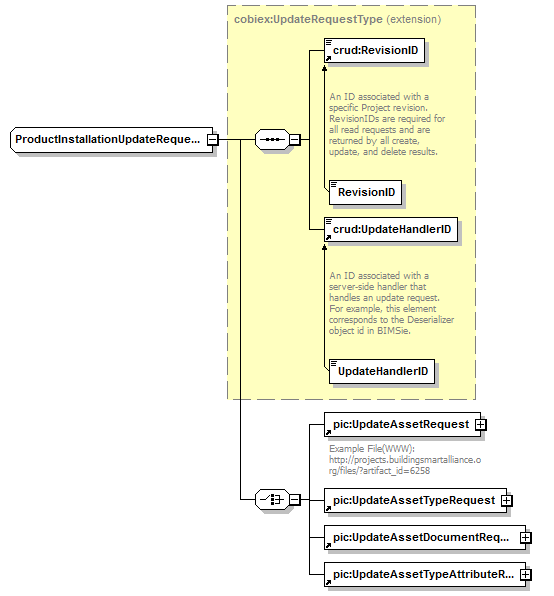 cobiex:UpdateRequestType (extension)
crud:RevisionID
An ID associated with a
specific Project revision.
RevisionIDs are required for
all read requests and are
returned by all create,
update, and delete results.
ProductInstallationUpdateReque...
RevisionID
crud:UpdateHandlerID
An ID associated with a
server-side handler that
handles an update request.
For example, this element
corresponds to the Deserializer
object id in BIMSie.
UpdateHandlerID
pic:UpdateAssetRequest
Example File(WWW):
http://projects.buildingsmartalliance.o
rg/files/?artifact_id=6258
pic:UpdateAssetTypeRequest
pic:UpdateAssetDocumentReq...
pic:UpdateAssetTypeAttributeR...